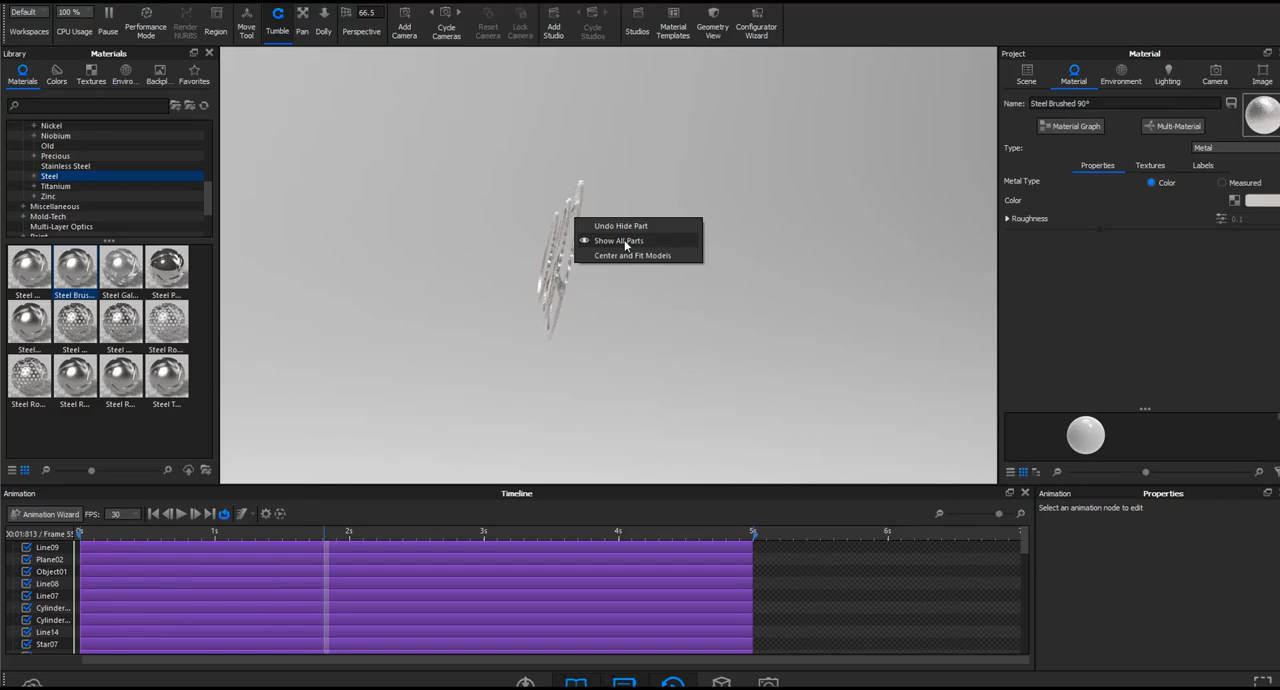 Default
100 %
66.5
Workspaces
CPU Usage
Pause
Performance Mode
Render NURBS
Region
Move Tool
Tumble
Pan
Dolly
Perspective
Add Camera
Cycle Cameras
Reset Camera
Lock Camera
Add Studio
Cycle Studios
Studios
Material Templates
Geometry View
Configurator Wizard
Library
Materials
Materials
Colors
Textures
Enviro...
Backpl...
Favorites
Nickel
Niobium
Old
Precious
Stainless Steel
Steel
Titanium
Zinc
Miscellaneous
Mold-Tech
Multi-Layer Optics
Steel ...
Steel Brus...
Steel Gal...
Steel P...
Steel...
Steel ...
Steel ...
Steel Ro...
Steel Ro...
Steel R...
Steel R...
Steel T...
Undo Hide Part
Show All Parts
Center and Fit Models
Project
Material
Scene
Material
Environment
Lighting
Camera
Image
Name:
Steel Brushed 90°
Material Graph
Multi-Material
Type:
Metal
Properties
Textures
Labels
Metal Type
Color
Measured
Color
Roughness
0.1
Animation
Timeline
Animation Wizard
FPS:
30
00:01.813 / Frame 55
0s
1s
2s
3s
4s
5s
6s
Line09
Plane02
Object01
Line08
Line07
Cylinder...
Cylinder...
Line14
Star07
Animation
Properties
Select an animation node to edit